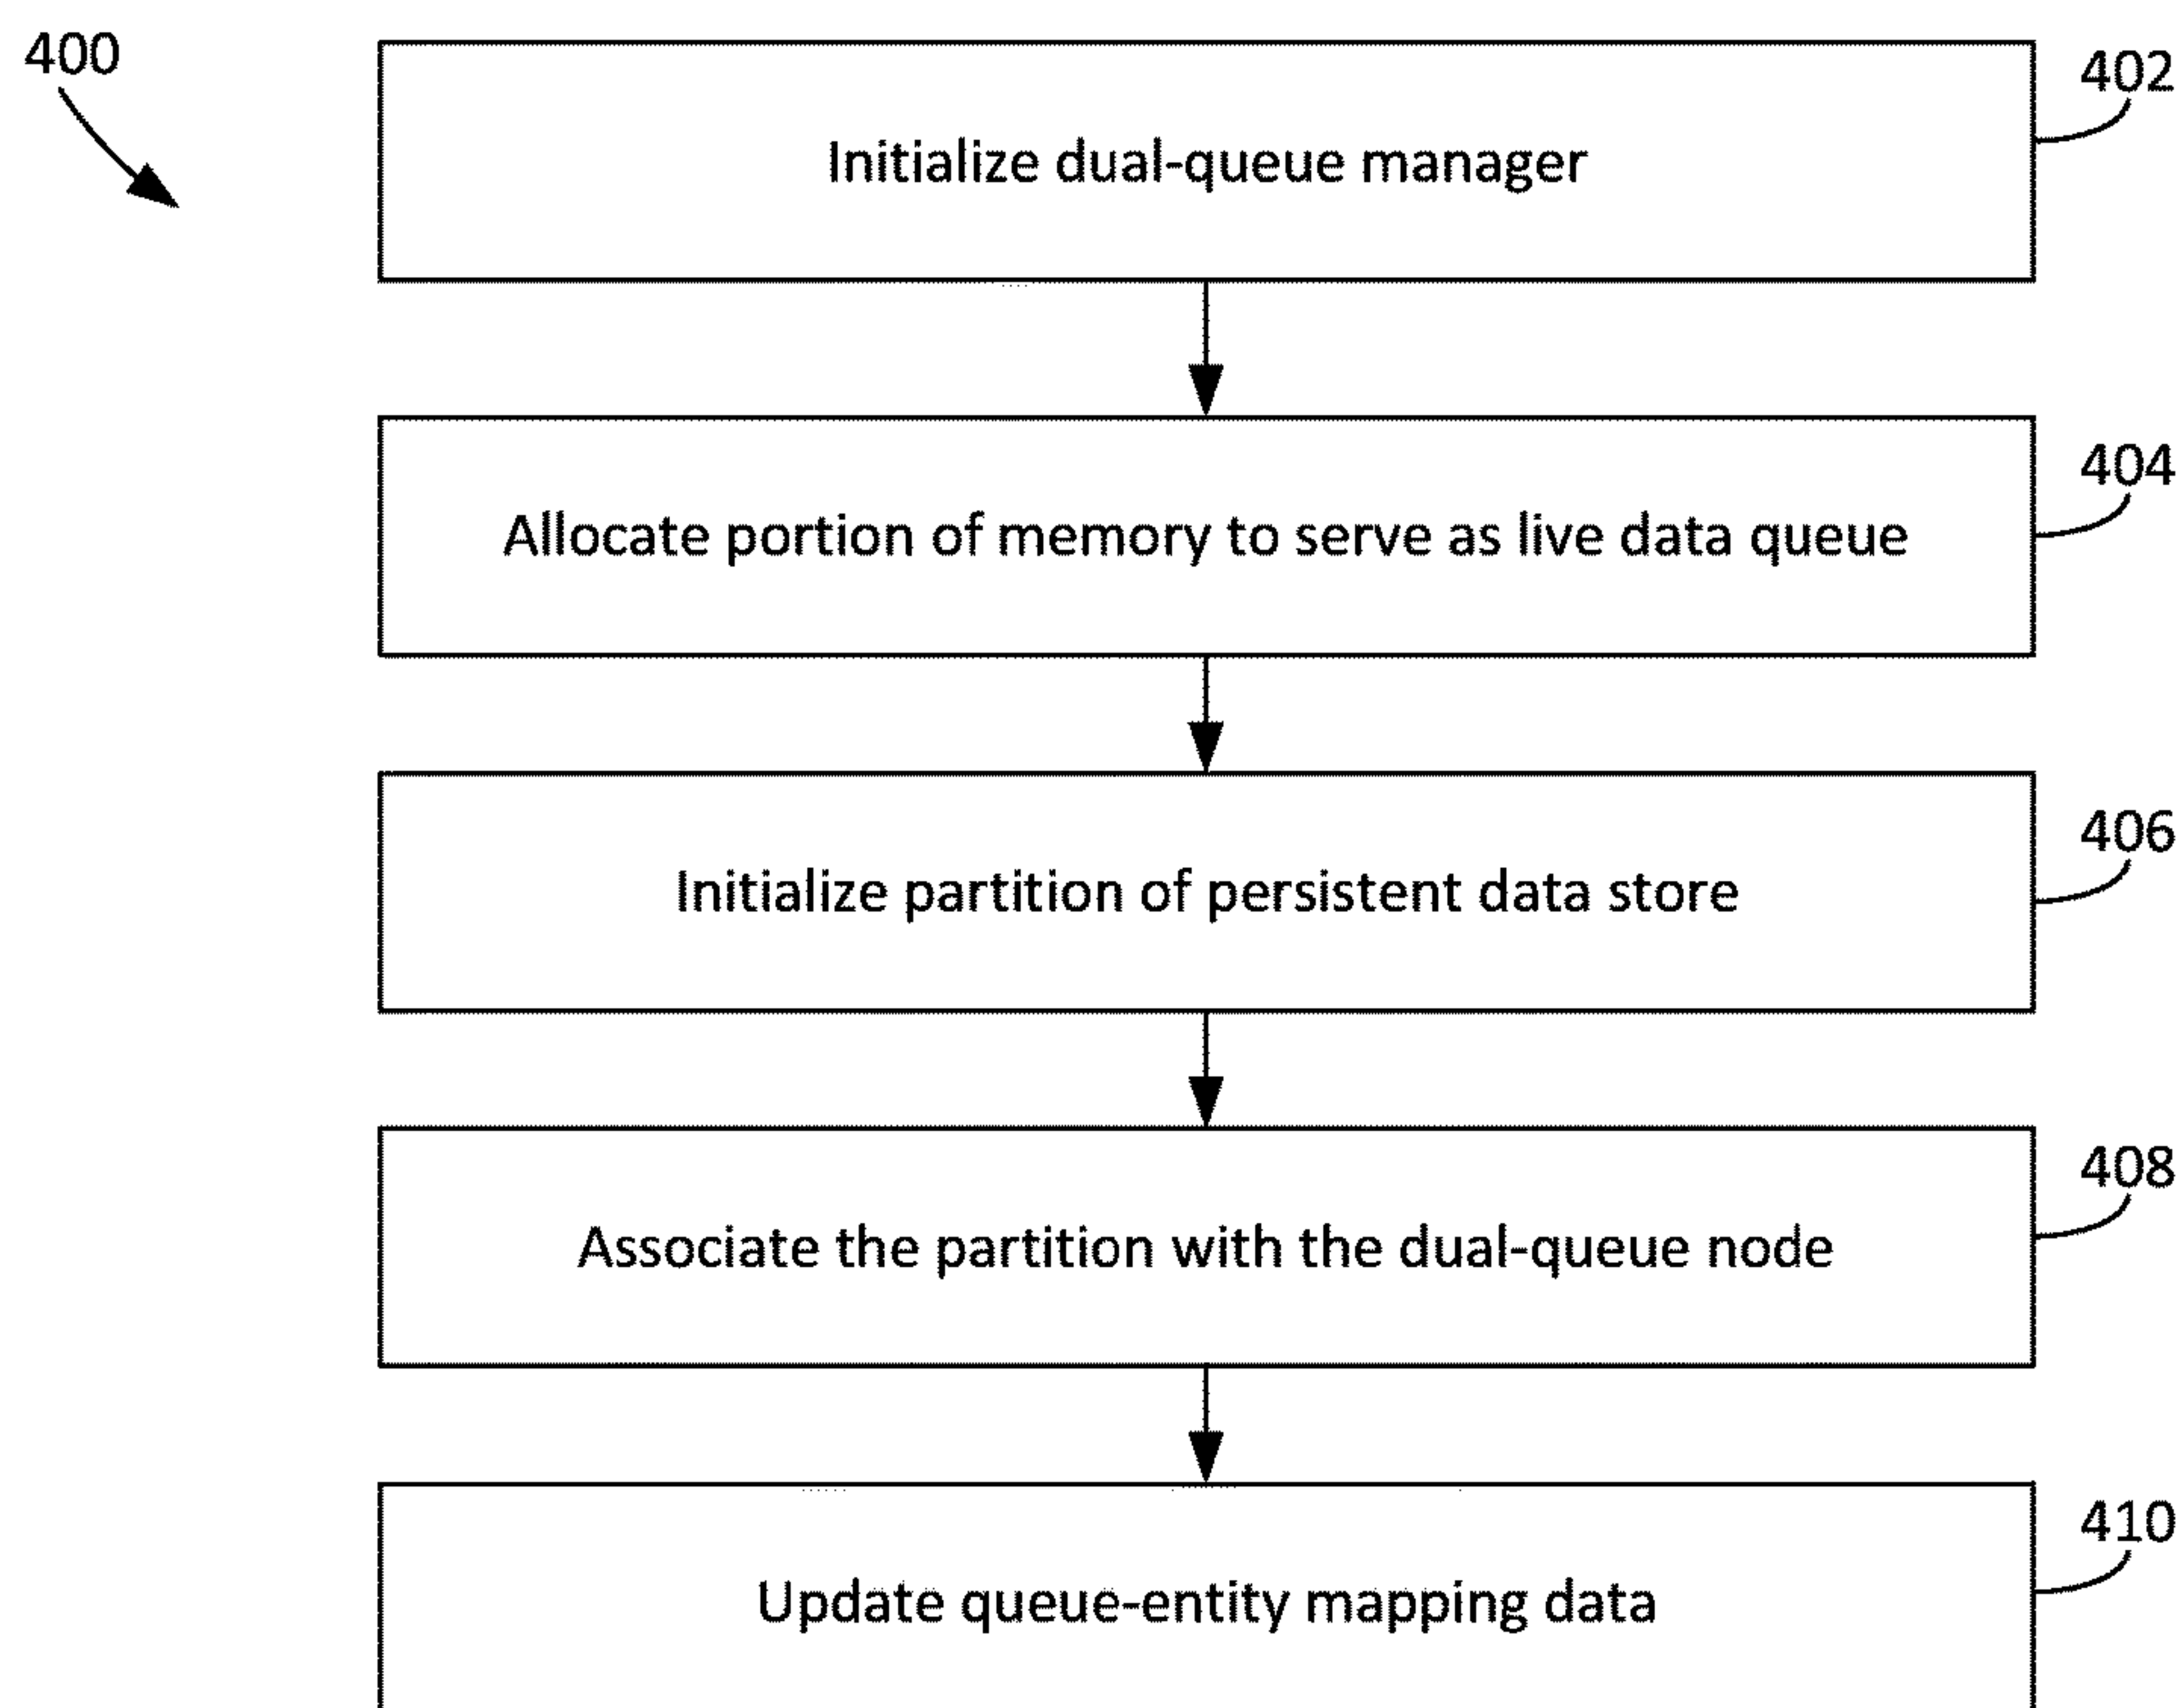 400
402
Initialize dual-queue manager
404
Allocate portion of memory to serve as live data queue
406
Initialize partition of persistent data store
408
Associate the partition with the dual-queue node
410
Update queue-entity mapping data